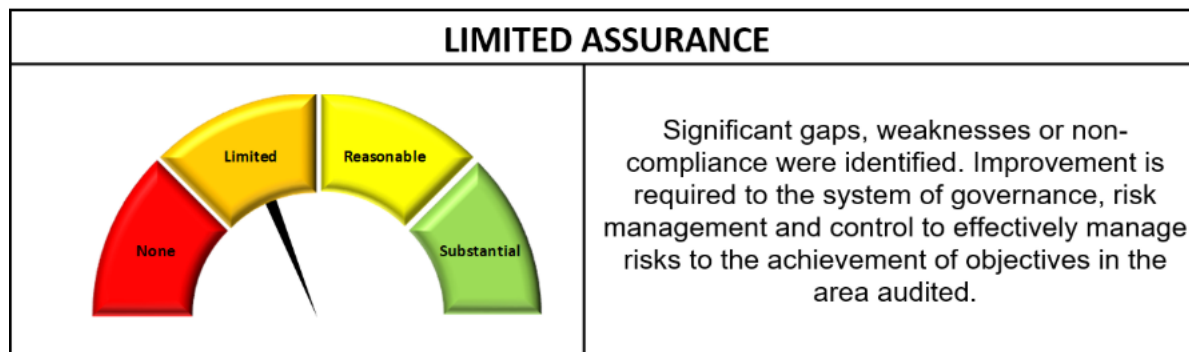 LIMITED ASSURANCE
Limited
Reasonable
None
Substantial
Significant gaps, weaknesses or non-
compliance were identified. Improvement is
required to the system of governance, risk
management and control to effectively manage
risks to the achievement of objectives in the
area audited.